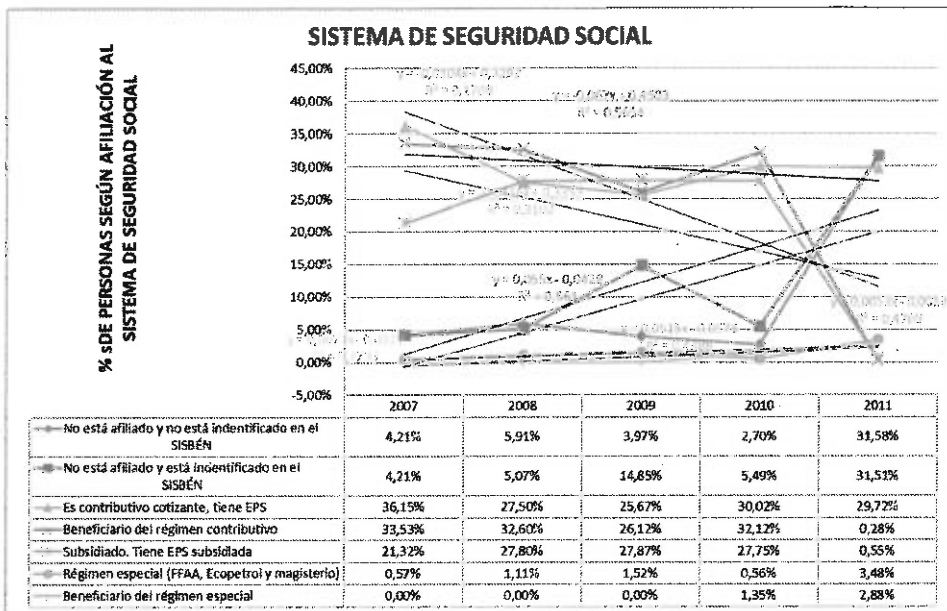 SISTEMA DE SEGURIDAD SOCIAL
% sDE PERSONAS SEGÚN AFILIACIÓN AL
SISTEMA DE SEGURIDAD SOCIAL
45,00%
40,00%
35,00%
30,00%
25,00%
20,00%
15,00%
10,00%
5,00%
0,00%
-5,00%
2007 2008 2009 2010 2011
No está afiliado y no está indentificado en el
SISBÉN
4,21% 5,91% 3,97% 2,70% 31,58%
No está afiliado y está indentificado en el
SISBÉN
4,21% 5,07% 14,85% 5,49% 31,51%
Es contributivo cotizante, tiene EPS 36,15% 27,50% 25,67% 30,02% 29,72%
Beneficiario del régimen contributivo 33,53% 32,60% 26,12% 32,12% 0,28%
Subsidiado. Tiene EPS subsidiada 21,32% 27,80% 27,87% 27,75% 0,55%
Régimen especial (FFAA, Ecopetrol y magisterio) 0,57% 1,11% 1,52% 0,56% 3,48%
Beneficiario del régimen especial 0,00% 0,00% 0,00% 1,35% 2,88%